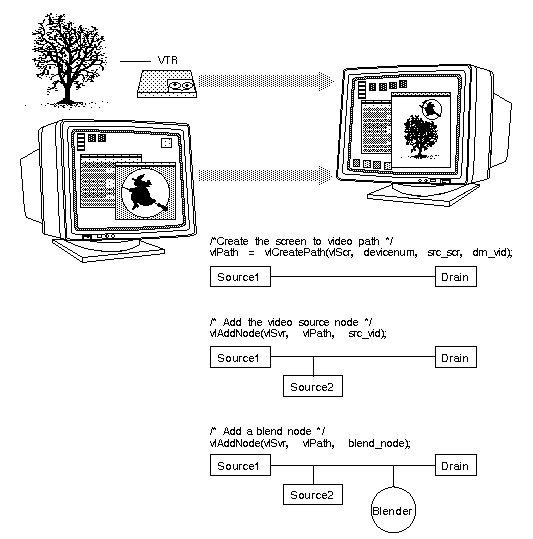 VTR
/*Create the screen to video path */
vlPath = vlCreatePath(vlScr, devicenum, src_scr, drn_vid);
Source1
Drain
/* Add the video source node */
vlAddNode(vlSvr, vlPath, src_vid);
Source1
Drain
Source2
/* Add a blend node */
vlAddNode(vlSvr, vlPath, blend_node);
Source1
Drain
Source2
Blender